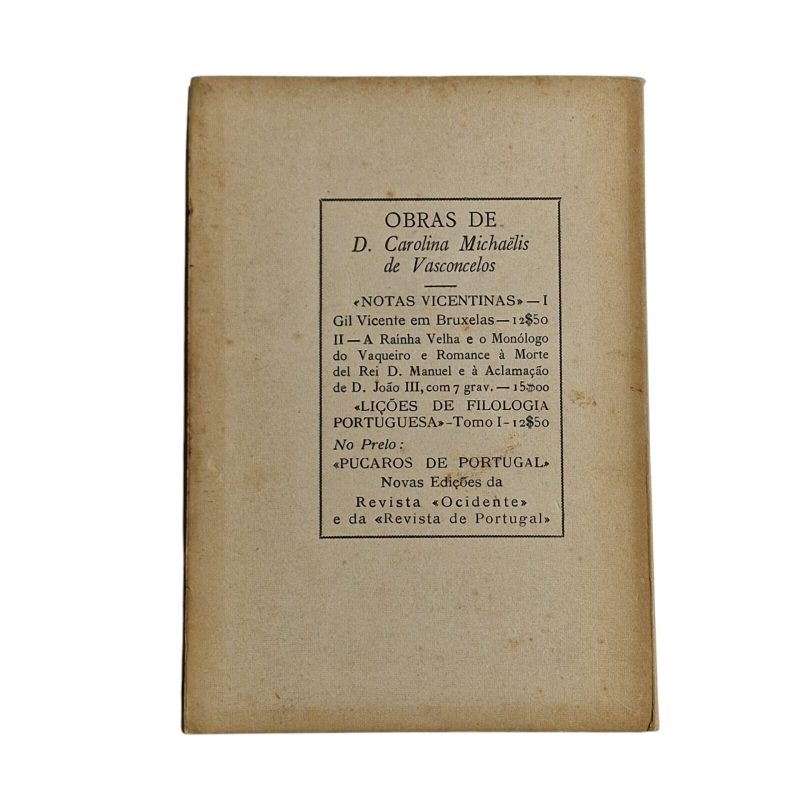 OBRAS DE
D. Carolina Michaëlis
de Vasconcelos
«NOTAS VICENTINAS» — I
Gil Vicente em Bruxelas — 12$50
II — A Raínha Velha e o Monólogo
do Vaqueiro e Romance à Morte
del Rei D. Manuel e à Aclamação
de D. João III, com 7 grav. — 15$00
«LIÇÕES DE FILOLOGIA
PORTUGUESA» - Tomo I - 12$50
No Prelo :
«PUCAROS DE PORTUGAL»
Novas Edições da
Revista «Ocidente»
e da «Revista de Portugal»